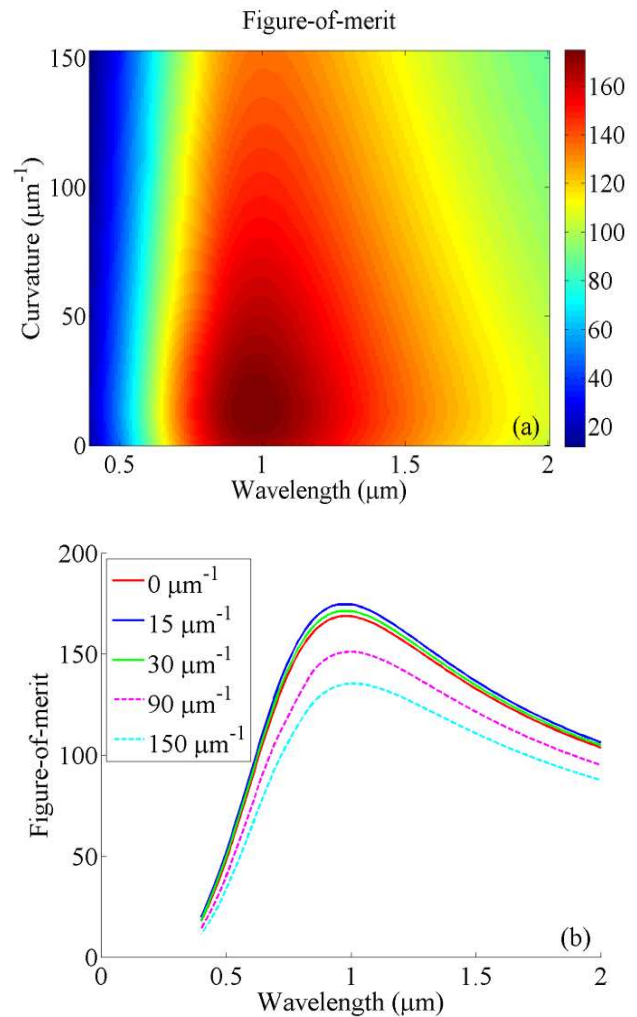 Figure-of-merit
150
100
50
0
Curvature (μm⁻¹)
0.5 1 1.5 2
Wavelength (μm)
(a)
160
140
120
100
80
60
40
20
200
150
100
50
0
Figure-of-merit
0 μm⁻¹
15 μm⁻¹
30 μm⁻¹
90 μm⁻¹
150 μm⁻¹
(b)
0 0.5 1 1.5 2
Wavelength (μm)